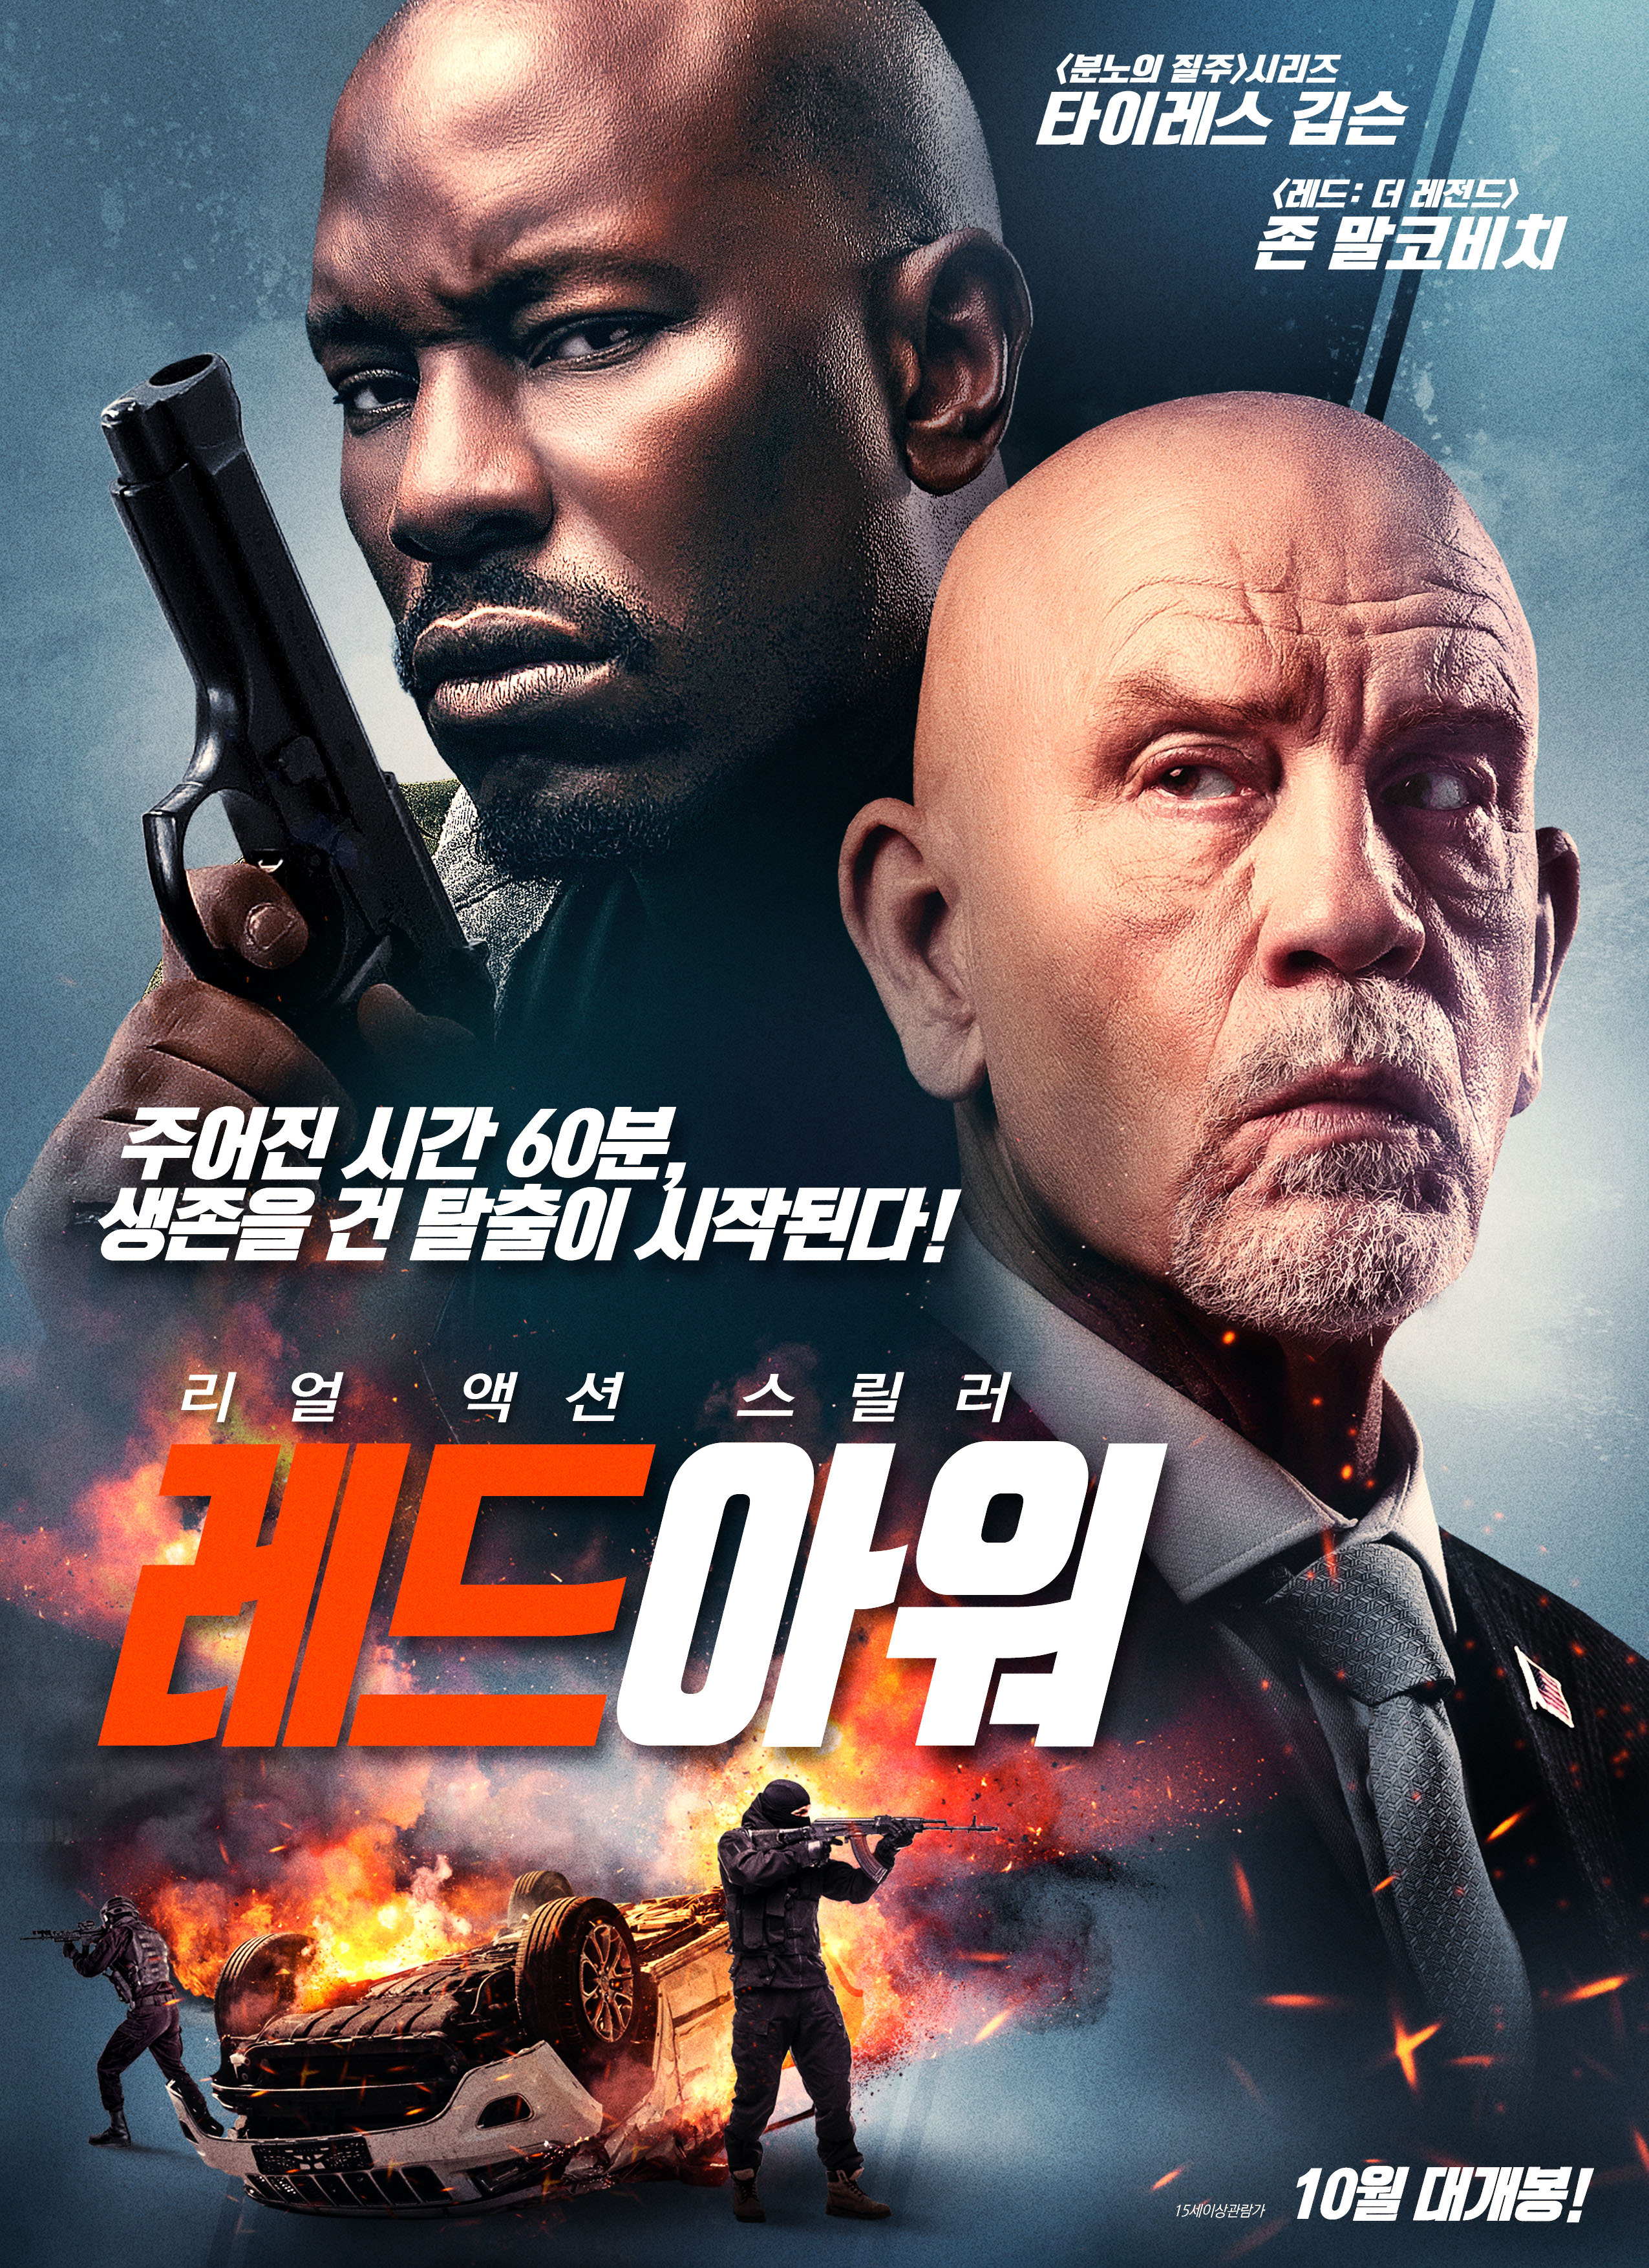 <분노의 질주>시리즈
타이레스 깁슨
<레드: 더 레전드>
존 말코비치
주어진 시간 60분,
생존을 건 탈출이 시작된다!
리얼 액션 스릴러
레드아워
15세이상관람가
10월 대개봉!